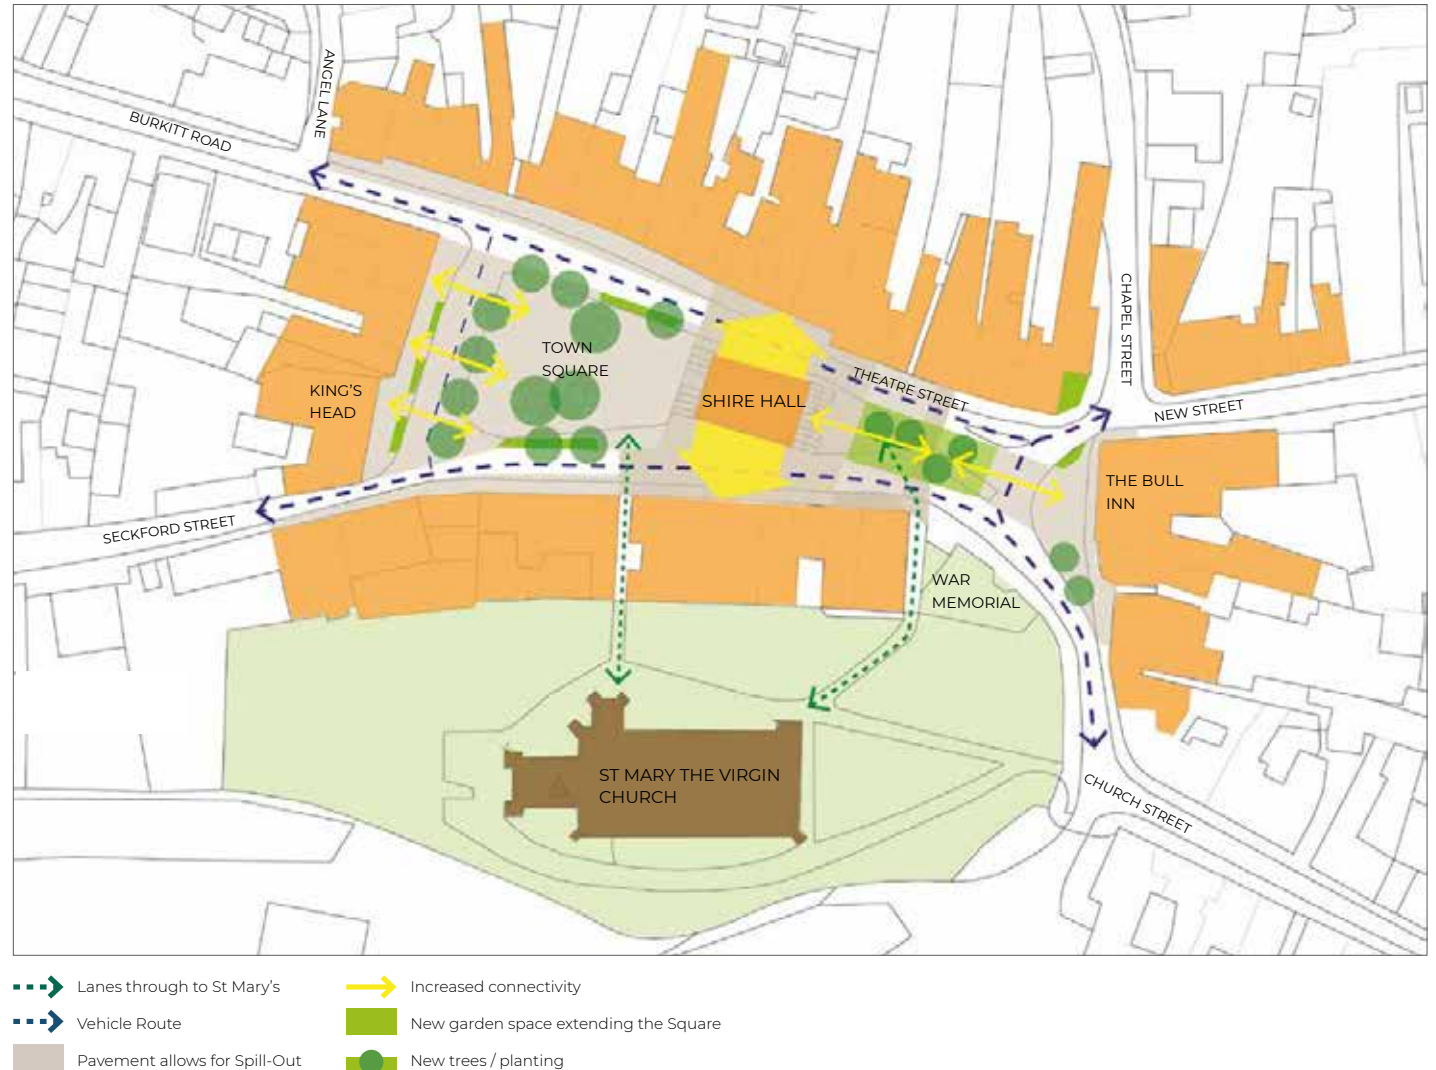 ANGEL LANE
BURKITT ROAD
TOWN
SQUARE
KING'S
HEAD
SHIRE HALL
THEATRE STREET
CHAPEL STREET
NEW STREET
THE BULL
INN
SECKFORD STREET
WAR
MEMORIAL
ST MARY THE VIRGIN
CHURCH
CHURCH STREET
Lanes through to St Mary's
Vehicle Route
Pavement allows for Spill-Out
Increased connectivity
New garden space extending the Square
New trees / planting